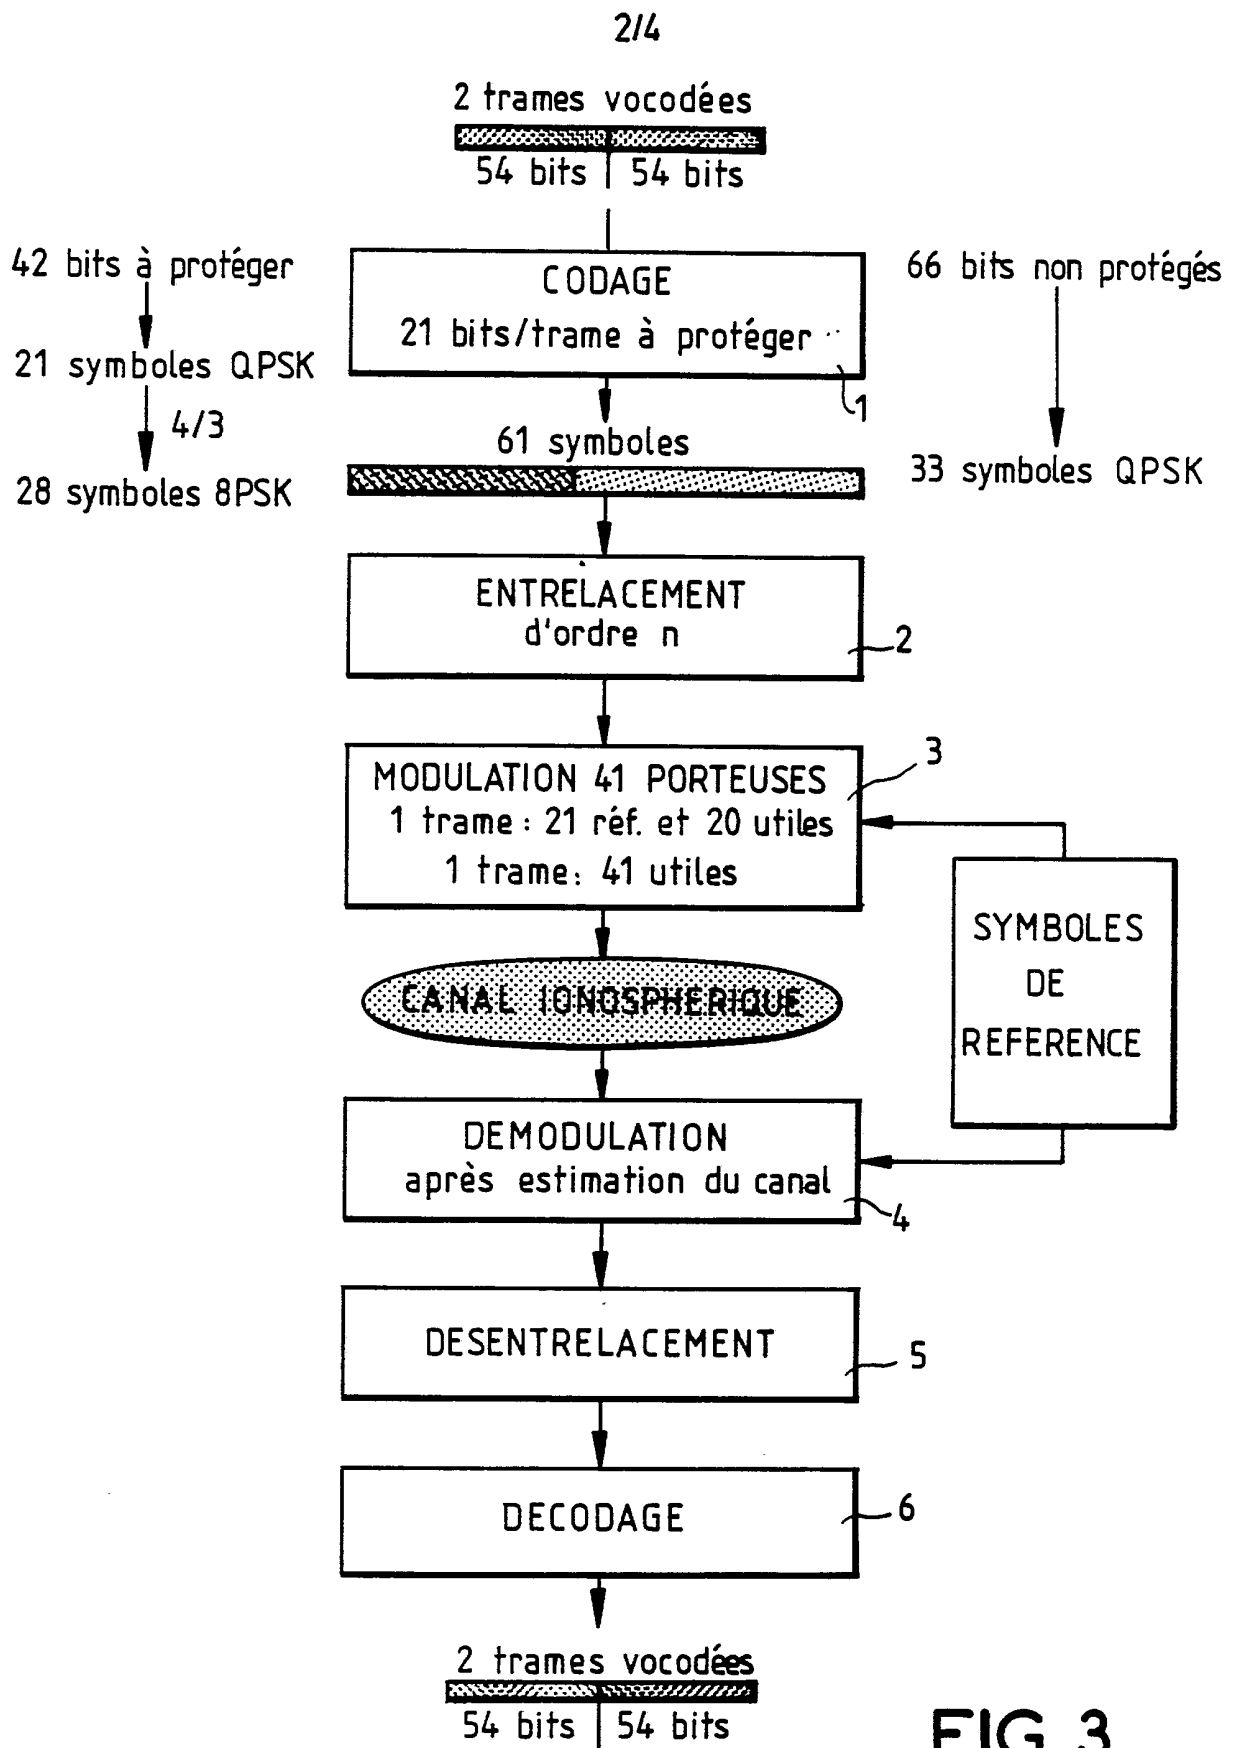 2/4
2 trames vocodées
54 bits 54 bits
42 bits à protéger
21 symboles QPSK
4/3
28 symboles 8PSK
CODAGE
21 bits/trame à protéger
1
66 bits non protégés
33 symboles QPSK
61 symboles
ENTRELACEMENT
d'ordre n
2
MODULATION 41 PORTEUSES
1 trame : 21 réf. et 20 utiles
1 trame : 41 utiles
3
SYMBOLES
DE
REFERENCE
CANAL IONOSPHERIQUE
DEMODULATION
après estimation du canal
4
DESENTRELACEMENT
5
DECODAGE
6
2 trames vocodées
54 bits 54 bits
FIG. 3